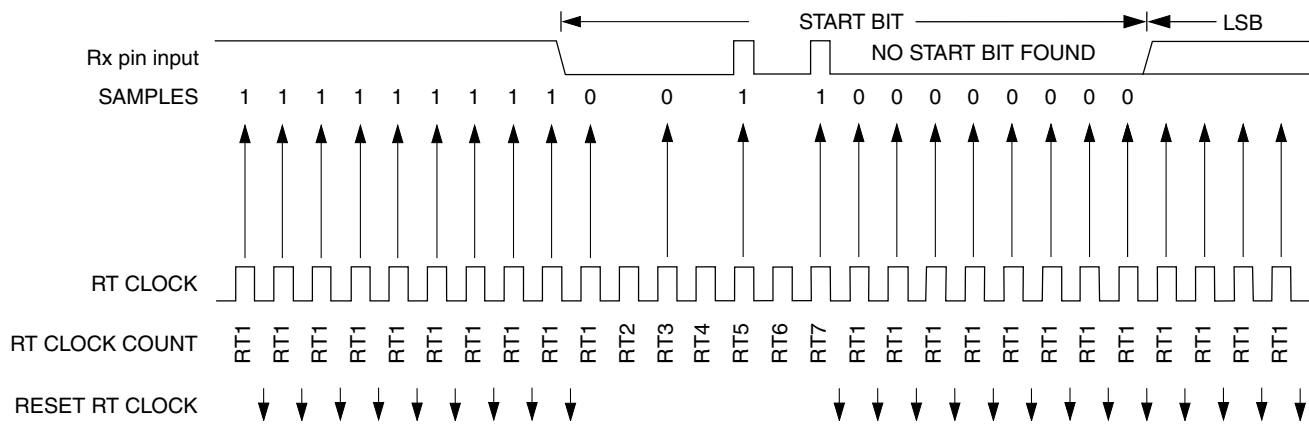 START BIT
LSB
Rx pin input
NO START BIT FOUND
SAMPLES 1 1 1 1 1 1 1 1 1 0 0 1 1 0 0 0 0 0 0 0 0
RT CLOCK
RT CLOCK COUNT RT1 RT1 RT1 RT1 RT1 RT1 RT1 RT1 RT1 RT1 RT2 RT3 RT4 RT5 RT6 RT7 RT1 RT1 RT1 RT1 RT1 RT1 RT1 RT1 RT1 RT1 RT1 RT1
RESET RT CLOCK